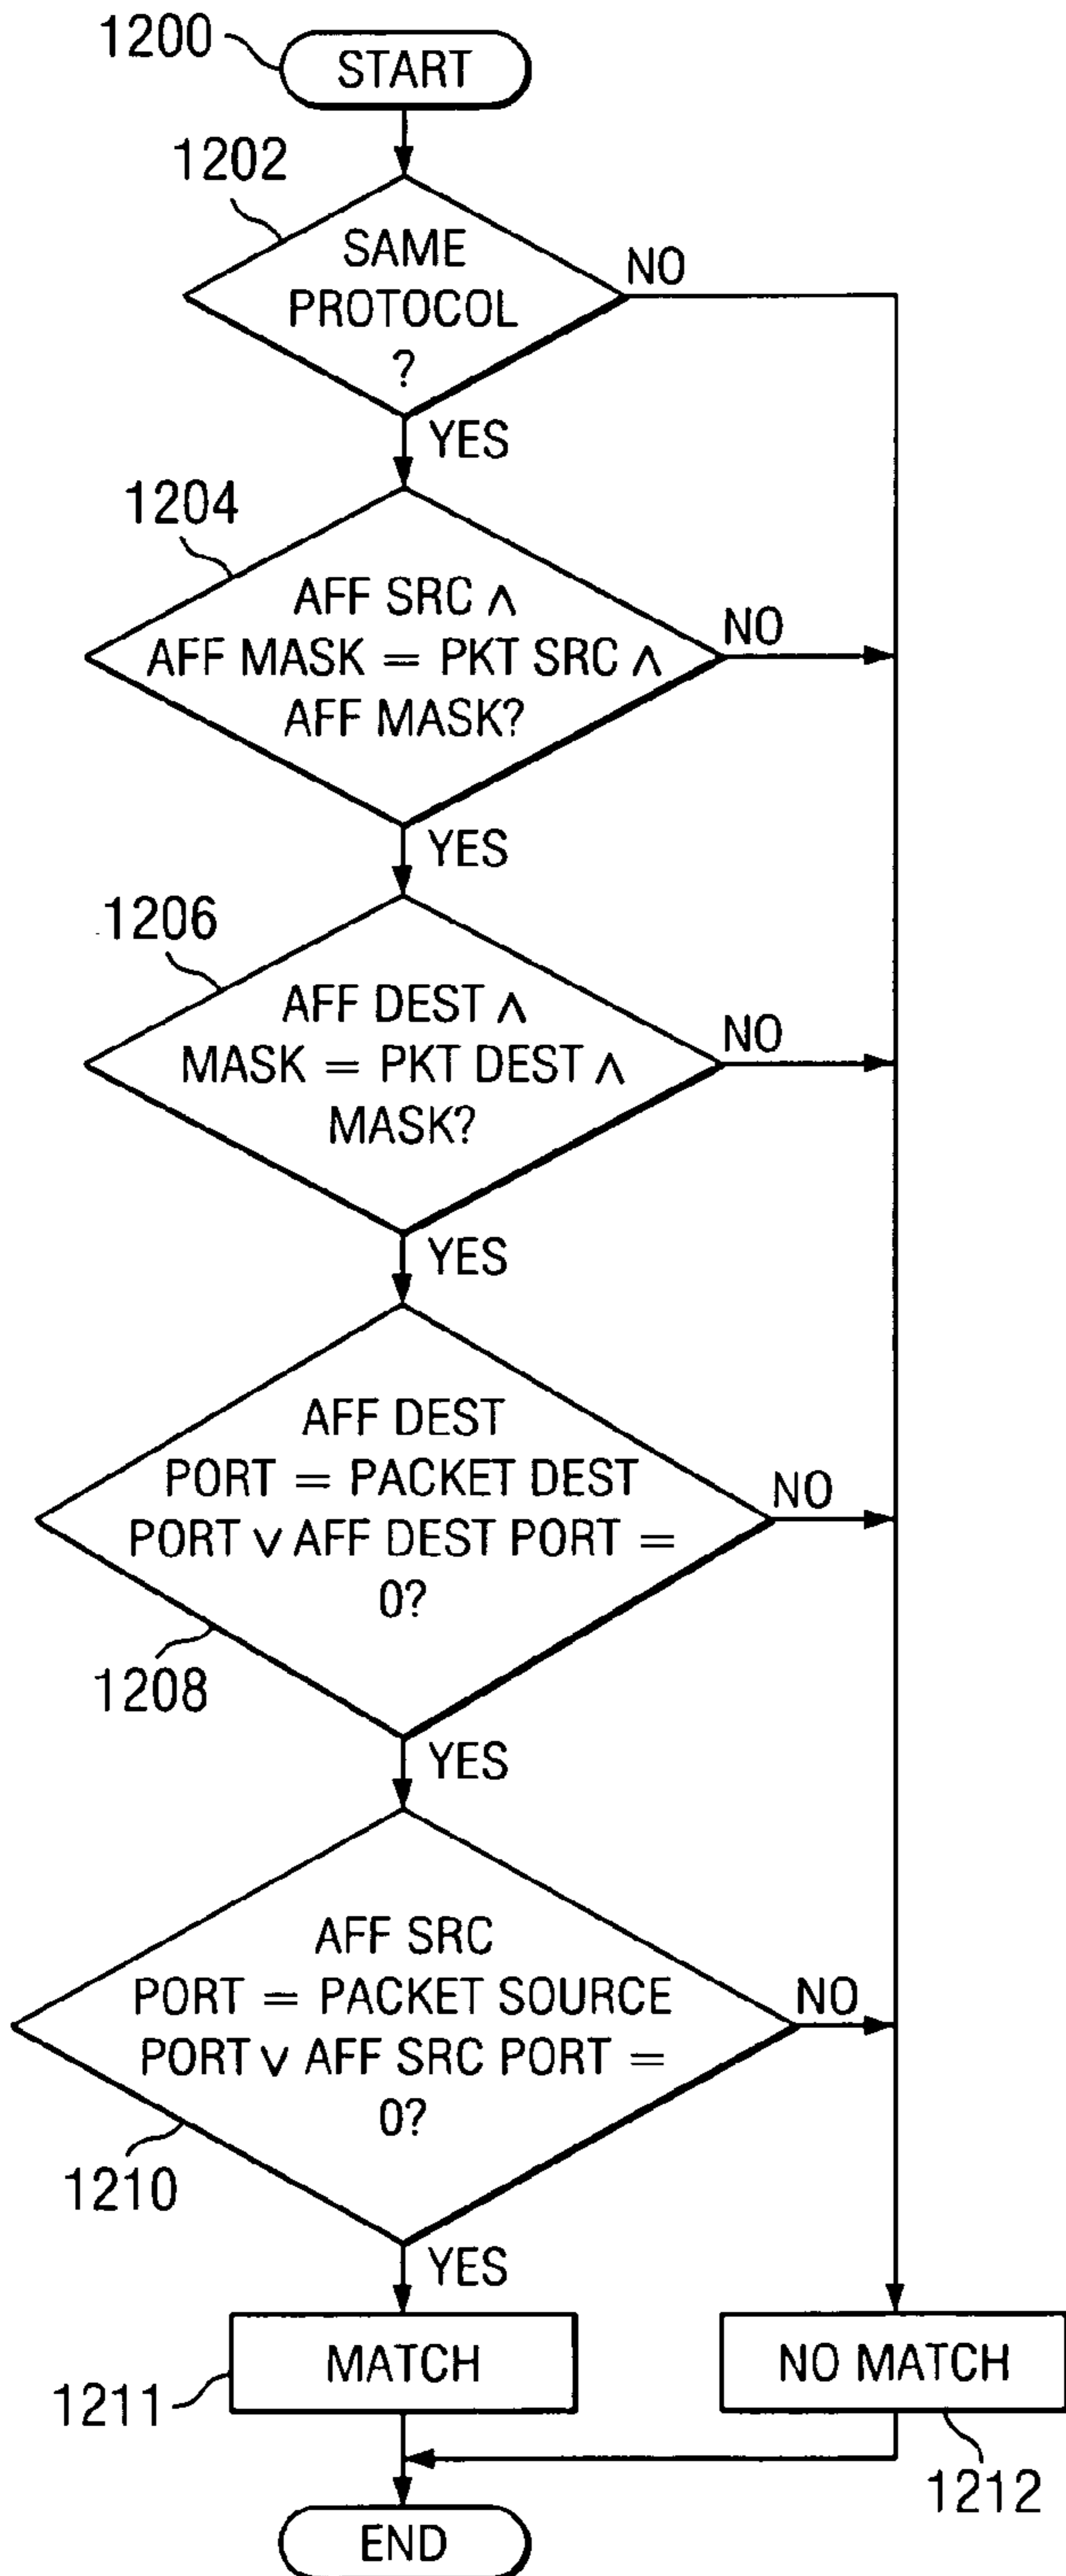 1200
START
1202
SAME
PROTOCOL
?
NO
YES
1204
AFF SRC ∧
AFF MASK = PKT SRC ∧
AFF MASK?
NO
YES
1206
AFF DEST ∧
MASK = PKT DEST ∧
MASK?
NO
YES
AFF DEST
PORT = PACKET DEST
PORT ∨ AFF DEST PORT =
0?
NO
1208
YES
AFF SRC
PORT = PACKET SOURCE
PORT ∨ AFF SRC PORT =
0?
NO
1210
YES
MATCH
NO MATCH
1211
1212
END